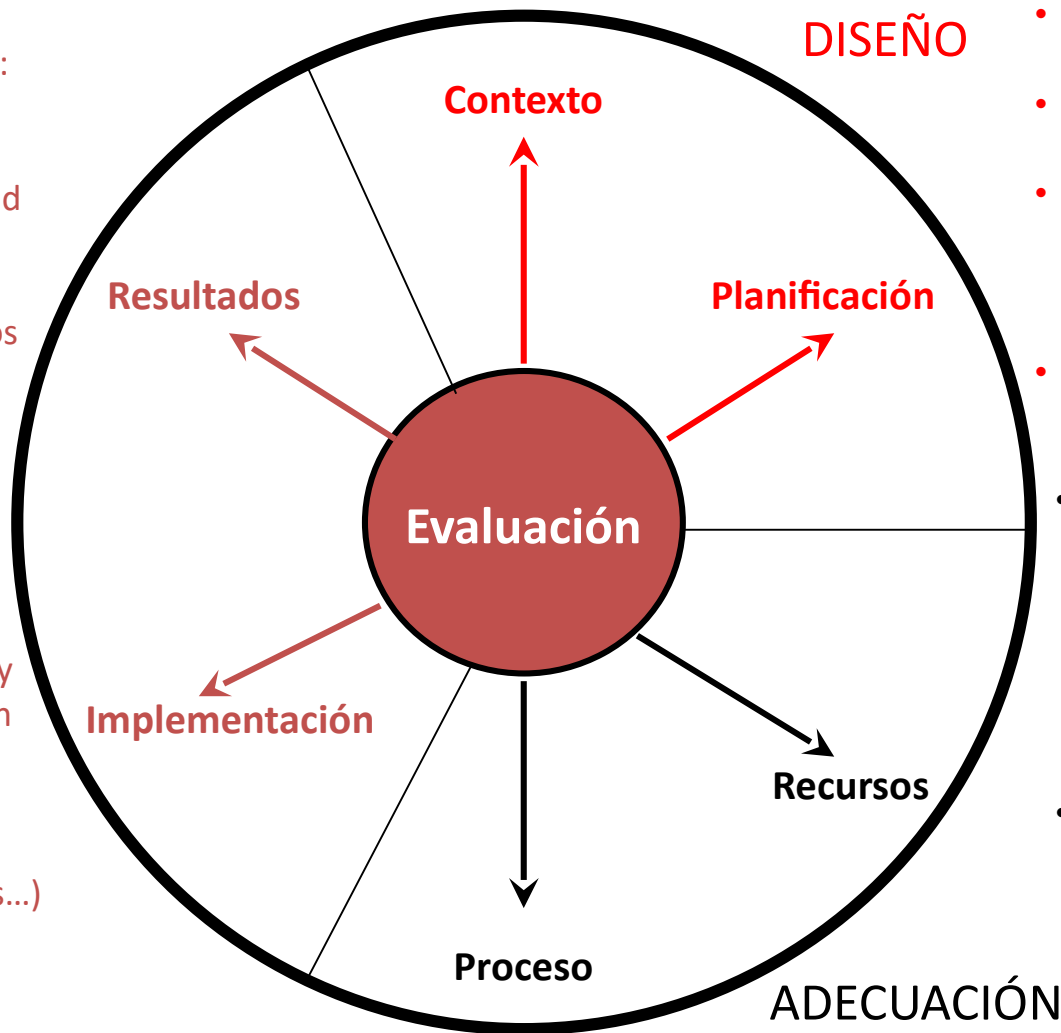 DISEÑO
Contexto
Resultados
Planificación
Evaluación
Implementación
Recursos
Proceso
ADECUACIÓN